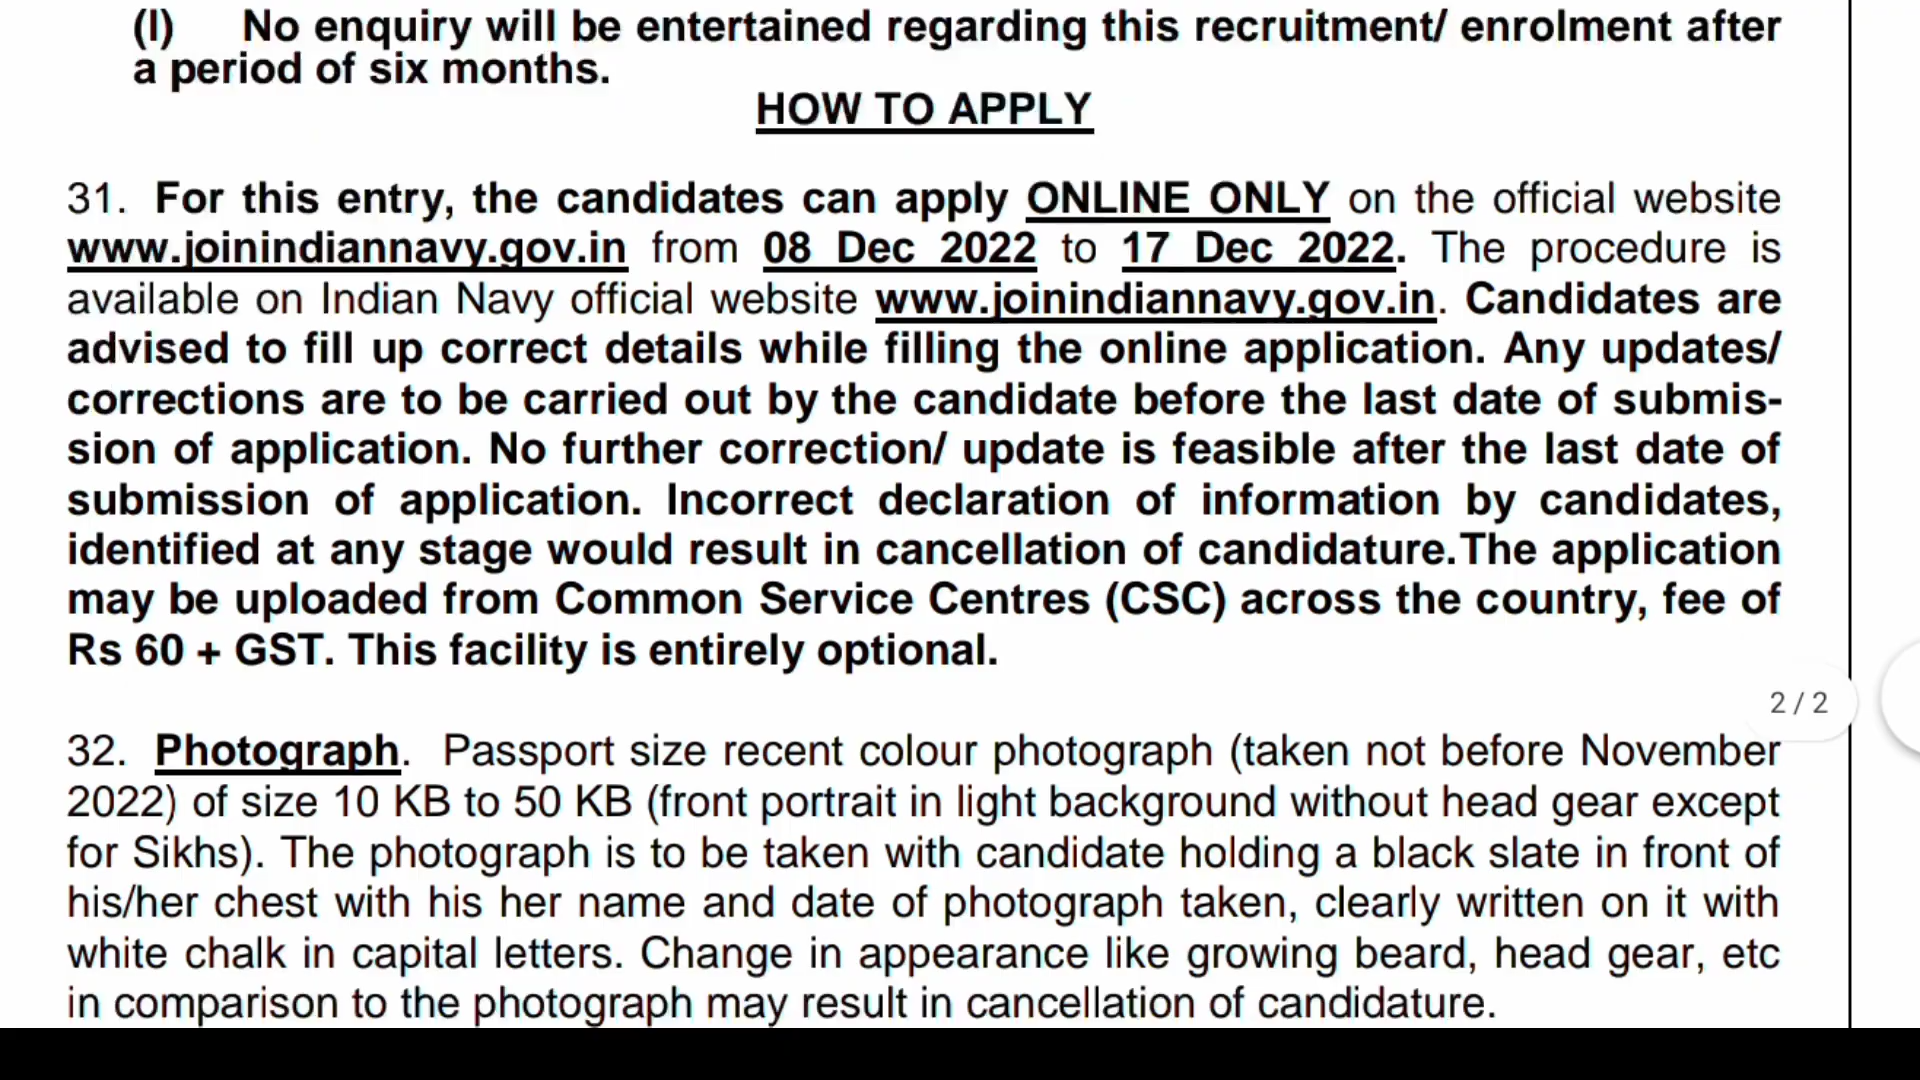 (l) No enquiry will be entertained regarding this recruitment/ enrolment after
a period of six months.
HOW TO APPLY
31. For this entry, the candidates can apply ONLINE ONLY on the official website
www.joinindiannavy.gov.in from 08 Dec 2022 to 17 Dec 2022. The procedure is
available on Indian Navy official website www.joinindiannavy.gov.in. Candidates are
advised to fill up correct details while filling the online application. Any updates/
corrections are to be carried out by the candidate before the last date of submis-
sion of application. No further correction/ update is feasible after the last date of
submission of application. Incorrect declaration of information by candidates,
identified at any stage would result in cancellation of candidature.The application
may be uploaded from Common Service Centres (CSC) across the country, fee of
Rs 60 + GST. This facility is entirely optional.
2 / 2
32. Photograph. Passport size recent colour photograph (taken not before November
2022) of size 10 KB to 50 KB (front portrait in light background without head gear except
for Sikhs). The photograph is to be taken with candidate holding a black slate in front of
his/her chest with his her name and date of photograph taken, clearly written on it with
white chalk in capital letters. Change in appearance like growing beard, head gear, etc
in comparison to the photograph may result in cancellation of candidature.